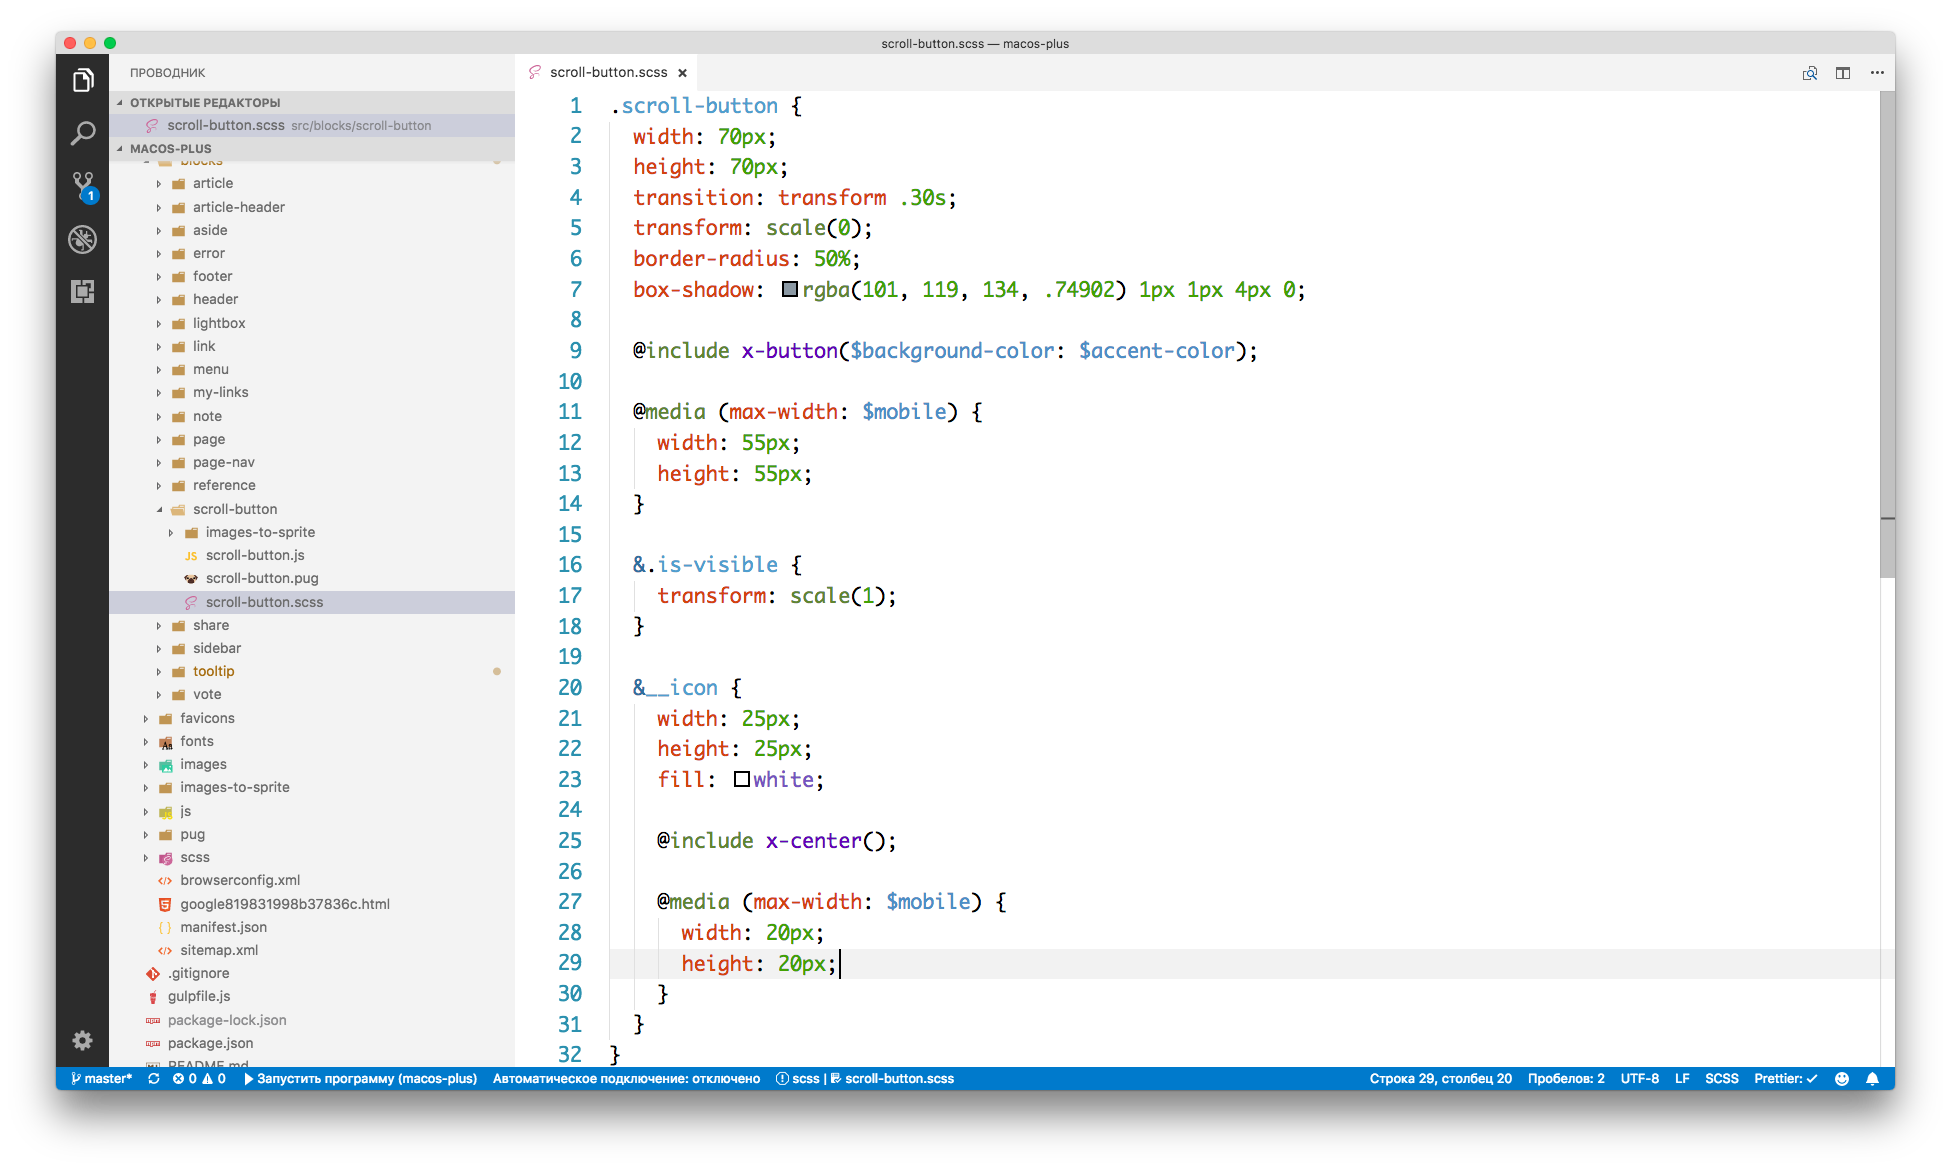 scroll-button.scss — macos-plus
ПРОВОДНИК
ОТКРЫТЫЕ РЕДАКТОРЫ
scroll-button.scss src/blocks/scroll-button
MACOS-PLUS
blocks
article
article-header
aside
error
footer
header
lightbox
link
menu
my-links
note
page
page-nav
reference
scroll-button
images-to-sprite
JS scroll-button.js
scroll-button.pug
scroll-button.scss
share
sidebar
tooltip
vote
favicons
fonts
images
images-to-sprite
js
pug
scss
browserconfig.xml
google819831998b37836c.html
manifest.json
sitemap.xml
.gitignore
gulpfile.js
package-lock.json
package.json
README.md
1
scroll-button.scss
1 .scroll-button {
2 width: 70px;
3 height: 70px;
4 transition: transform .30s;
5 transform: scale(0);
6 border-radius: 50%;
7 box-shadow: rgba(101, 119, 134, .74902) 1px 1px 4px 0;
8
9 @include x-button($background-color: $accent-color);
10
11 @media (max-width: $mobile) {
12 width: 55px;
13 height: 55px;
14 }
15
16 &.is-visible {
17 transform: scale(1);
18 }
19
20 &__icon {
21 width: 25px;
22 height: 25px;
23 fill: white;
24
25 @include x-center();
26
27 @media (max-width: $mobile) {
28 width: 20px;
29 height: 20px;
30 }
31 }
32 }
master* 0 0 Запустить программу (macos-plus) Автоматическое подключение: отключено scss | scroll-button.scss Строка 29, столбец 20 Пробелов: 2 UTF-8 LF SCSS Prettier: ✓